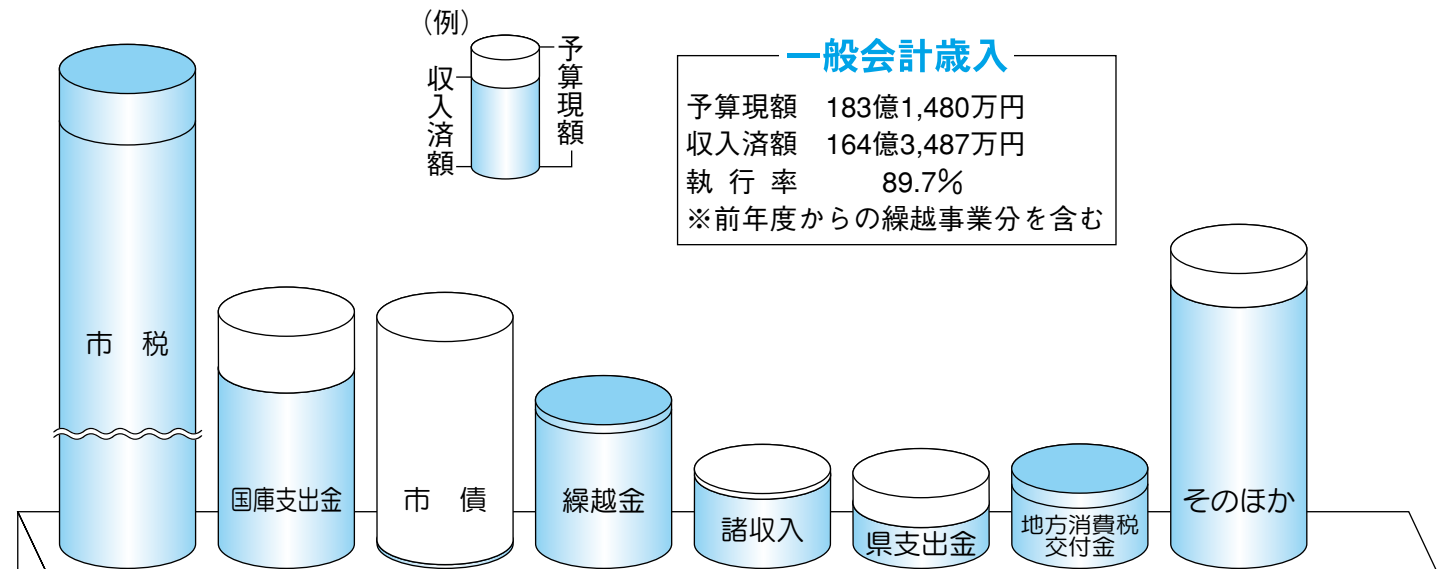 (例)
予算現額
収入済額
一般会計歳入
予算現額 183億1,480万円
収入済額 164億3,487万円
執行率 89.7%
※前年度からの繰越事業分を含む
市税
国庫支出金
市債
繰越金
諸収入
県支出金
地方消費税
交付金
そのほか